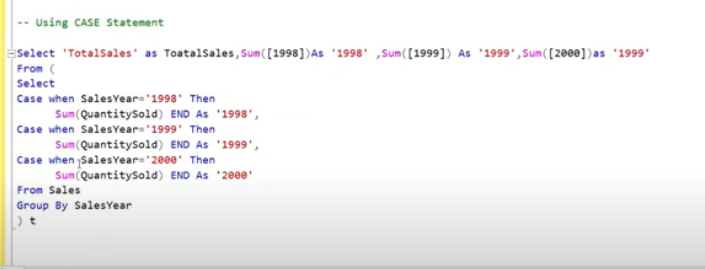 -- Using CASE Statement
Select 'TotalSales' as ToatalSales,Sum([1998])As '1998' ,Sum([1999]) As '1999',Sum([2000])as '1999'
From (
Select
Case when SalesYear='1998' Then
Sum(QuantitySold) END As '1998',
Case when SalesYear='1999' Then
Sum(QuantitySold) END As '1999',
Case when SalesYear='2000' Then
Sum(QuantitySold) END As '2000'
From Sales
Group By SalesYear
) t